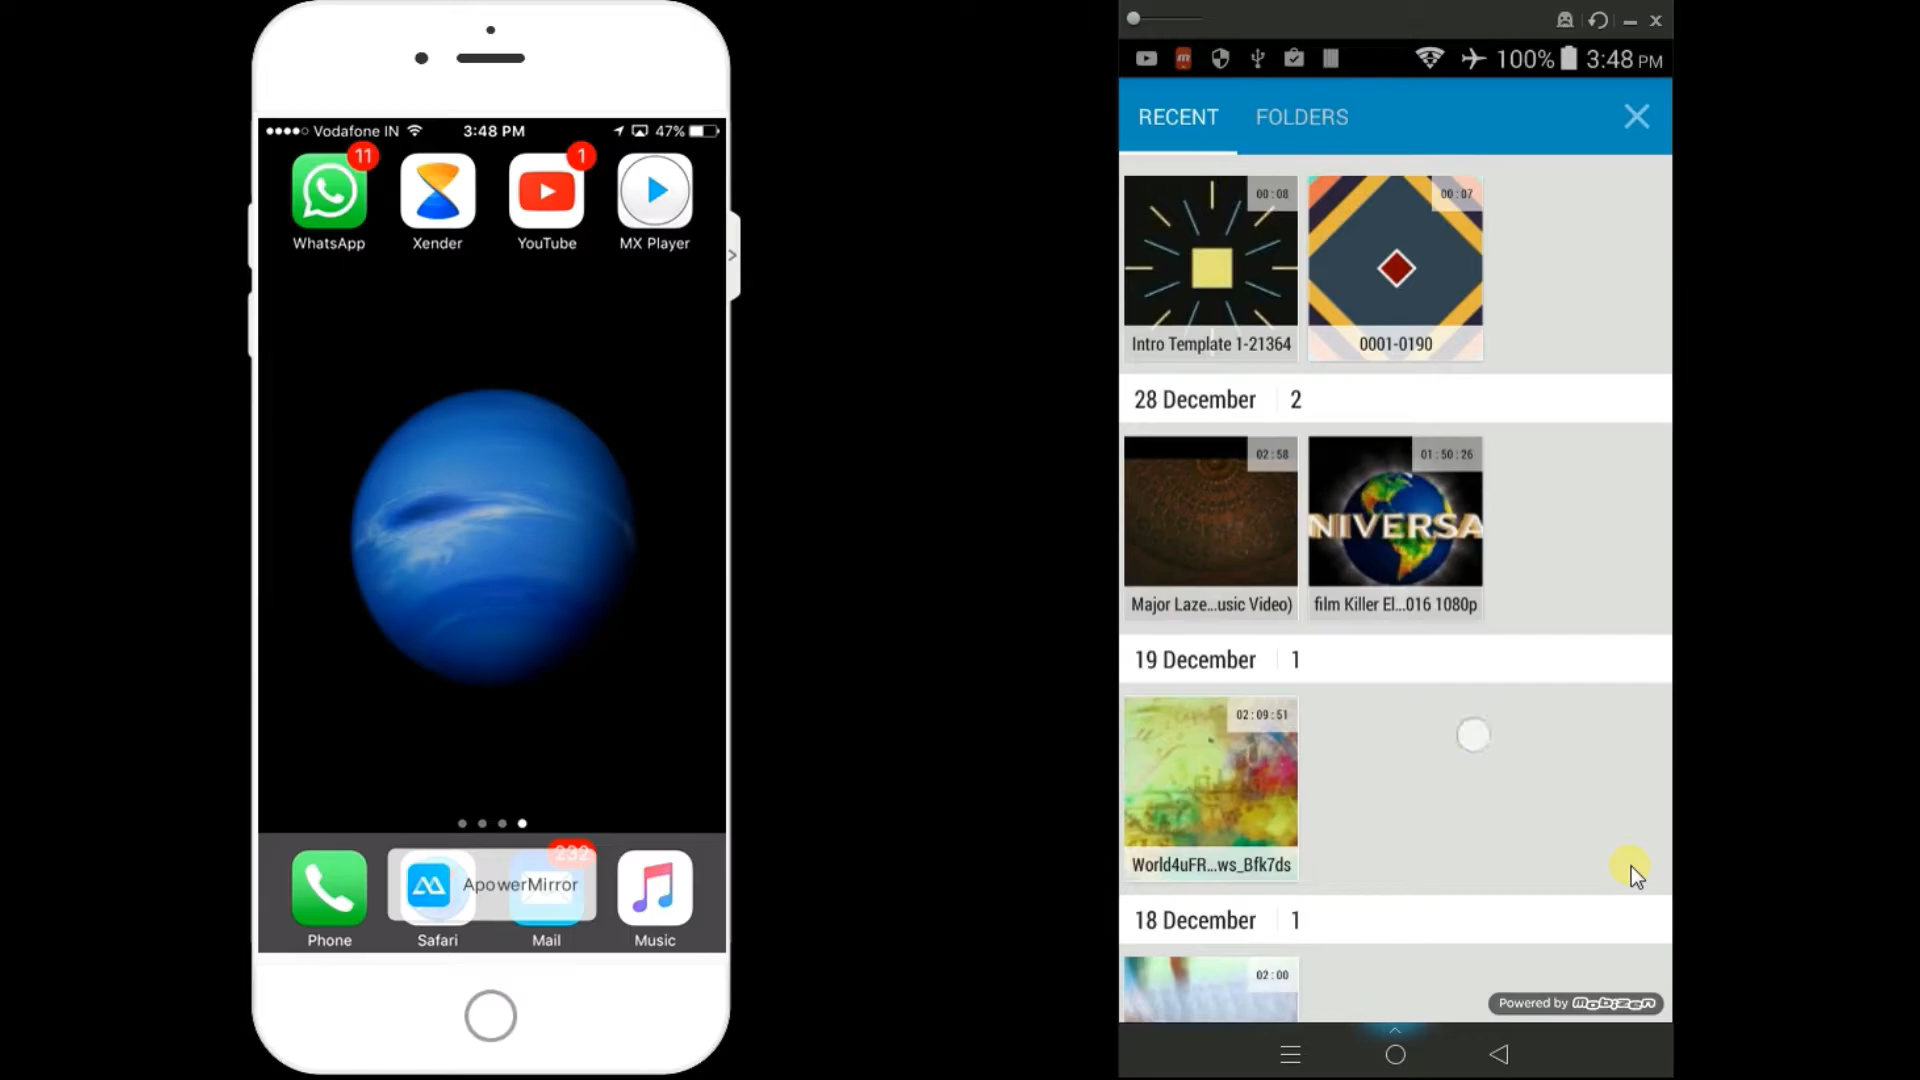 Vodafone IN
3:48 PM
47%
11
1
WhatsApp
Xender
YouTube
MX Player
232
ApowerMirror
Phone
Safari
Mail
Music
100%
3:48 PM
RECENT
FOLDERS
00:08
00:07
Intro Template 1-21364
0001-0190
28 December
2
02:58
01:50:26
NIVERSA
Major Laze...usic Video)
film Killer El...016 1080p
19 December
1
02:09:51
World4uFR...ws_Bfk7ds
18 December
1
02:00
Powered by mobizen